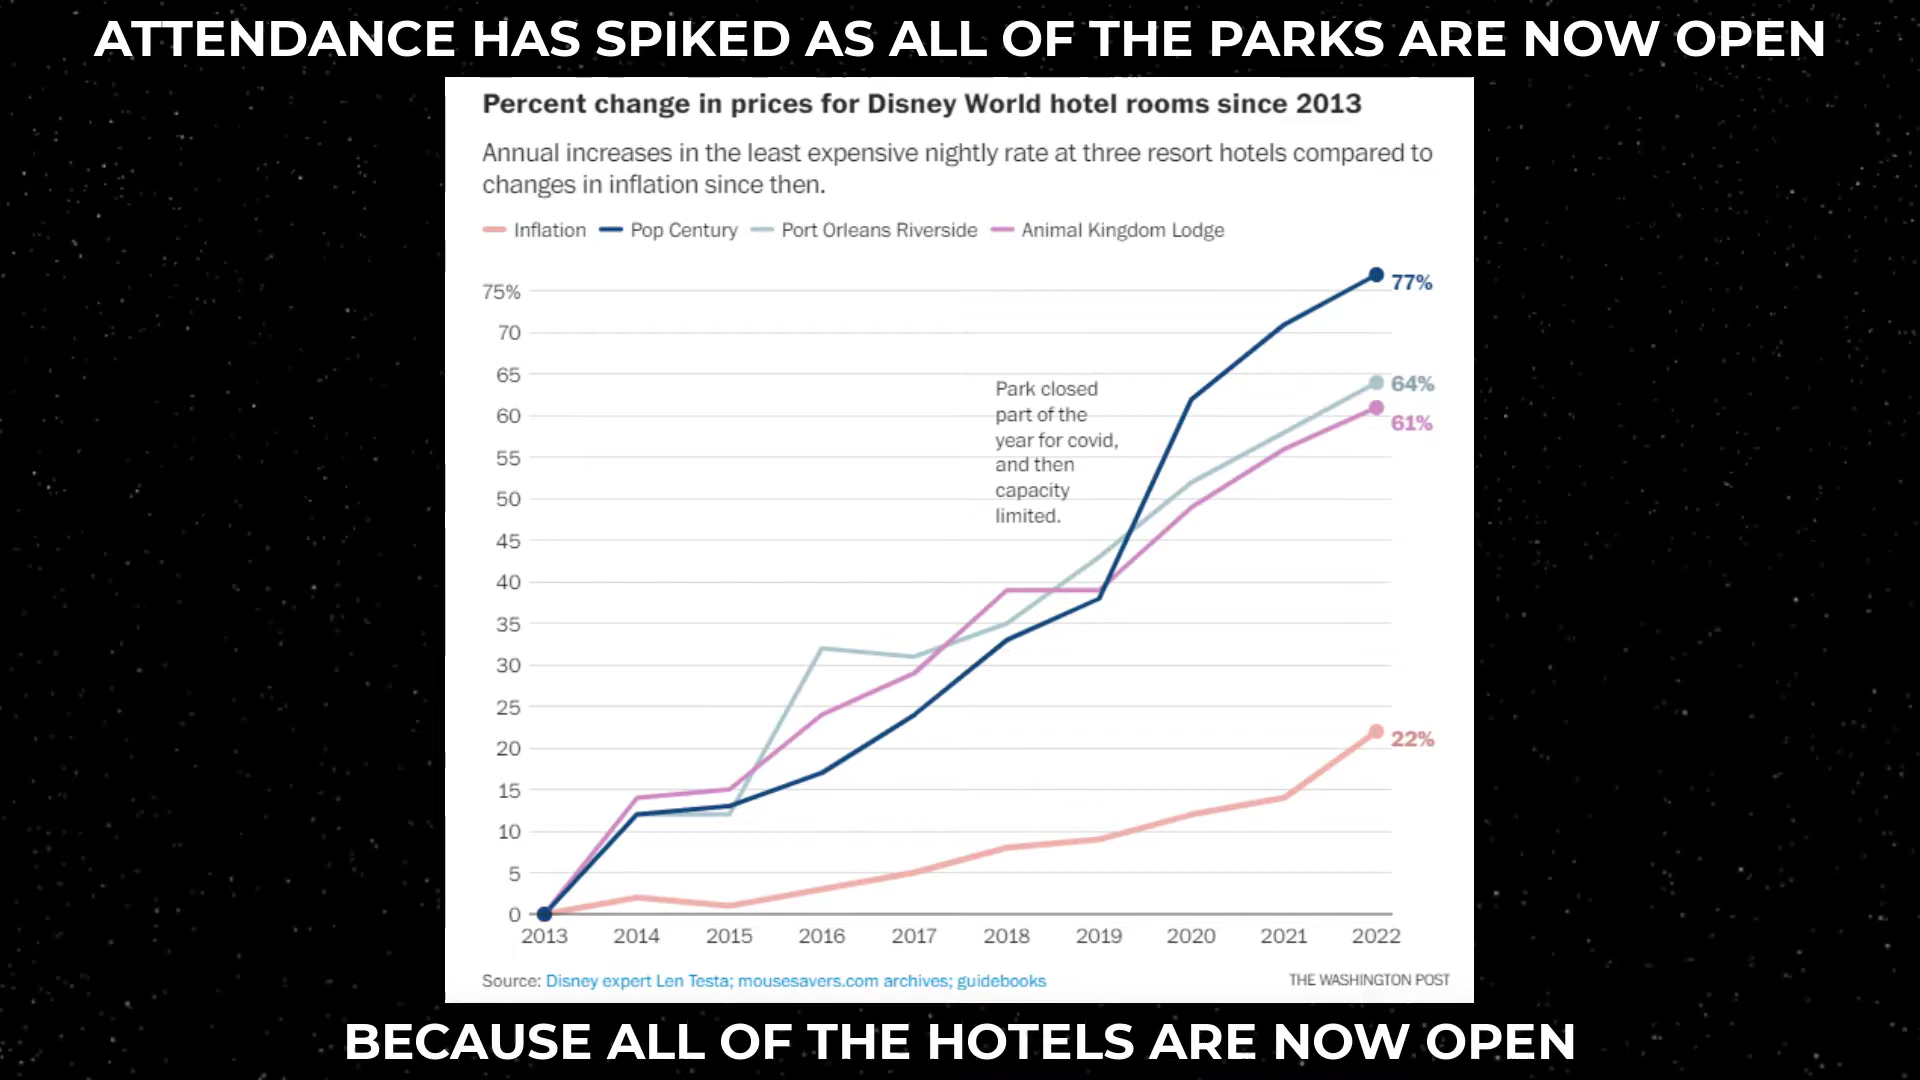 ATTENDANCE HAS SPIKED AS ALL OF THE PARKS ARE NOW OPEN
Percent change in prices for Disney World hotel rooms since 2013
Annual increases in the least expensive nightly rate at three resort hotels compared to
changes in inflation since then.
Inflation Pop Century Port Orleans Riverside Animal Kingdom Lodge
77%
75%
70
65
64%
60
61%
55
50
45
40
35
30
25
20
22%
15
10
5
0
Park closed
part of the
year for covid,
and then
capacity
limited.
2013 2014 2015 2016 2017 2018 2019 2020 2021 2022
Source: Disney expert Len Testa; mousesavers.com archives; guidebooks THE WASHINGTON POST
BECAUSE ALL OF THE HOTELS ARE NOW OPEN